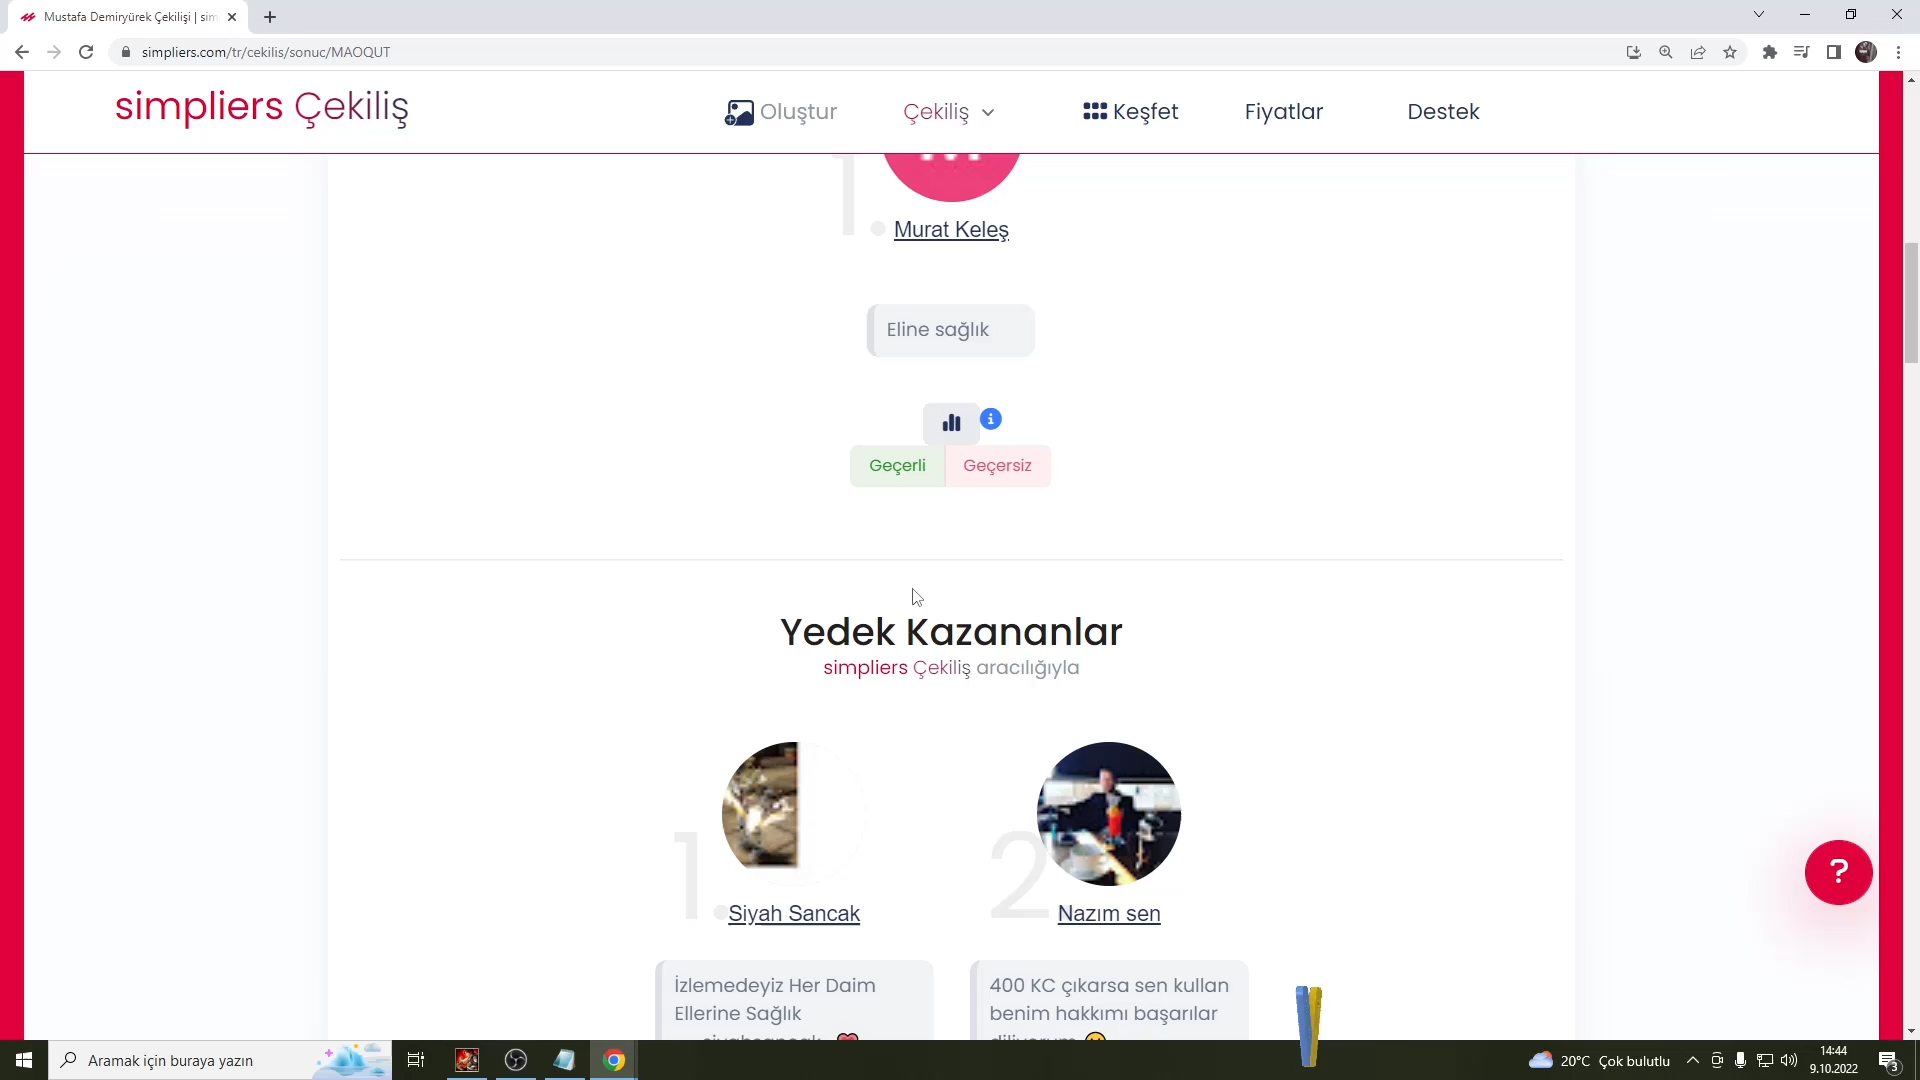 Mustafa Demiryürek Çekilişi | sim
simpliers.com/tr/cekilis/sonuc/MAOQUT
simpliers Çekiliş
Oluştur
Çekiliş
Keşfet
Fiyatlar
Destek
1
Murat Keleş
Eline sağlık
Geçerli
Geçersiz
Yedek Kazananlar
simpliers Çekiliş aracılığıyla
1
Siyah Sancak
2
Nazım sen
İzlemedeyiz Her Daim
Ellerine Sağlık
400 KC çıkarsa sen kullan
benim hakkımı başarılar
diliyorum
?
Aramak için buraya yazın
20°C Çok bulutlu
14:44
9.10.2022
3